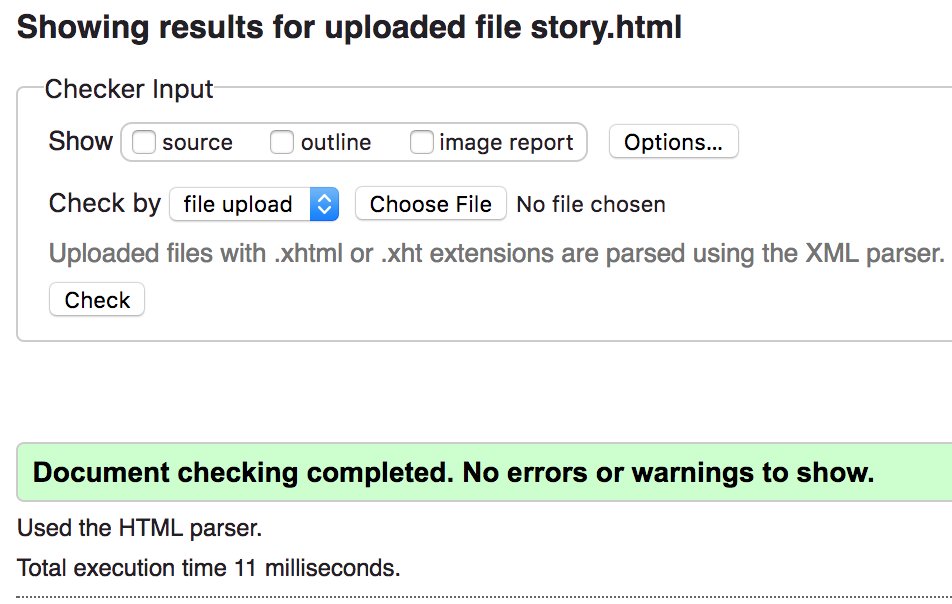 Showing results for uploaded file story.html
Checker Input
Show source outline image report Options...
Check by file upload Choose File No file chosen
Uploaded files with .xhtml or .xht extensions are parsed using the XML parser.
Check
Document checking completed. No errors or warnings to show.
Used the HTML parser.
Total execution time 11 milliseconds.